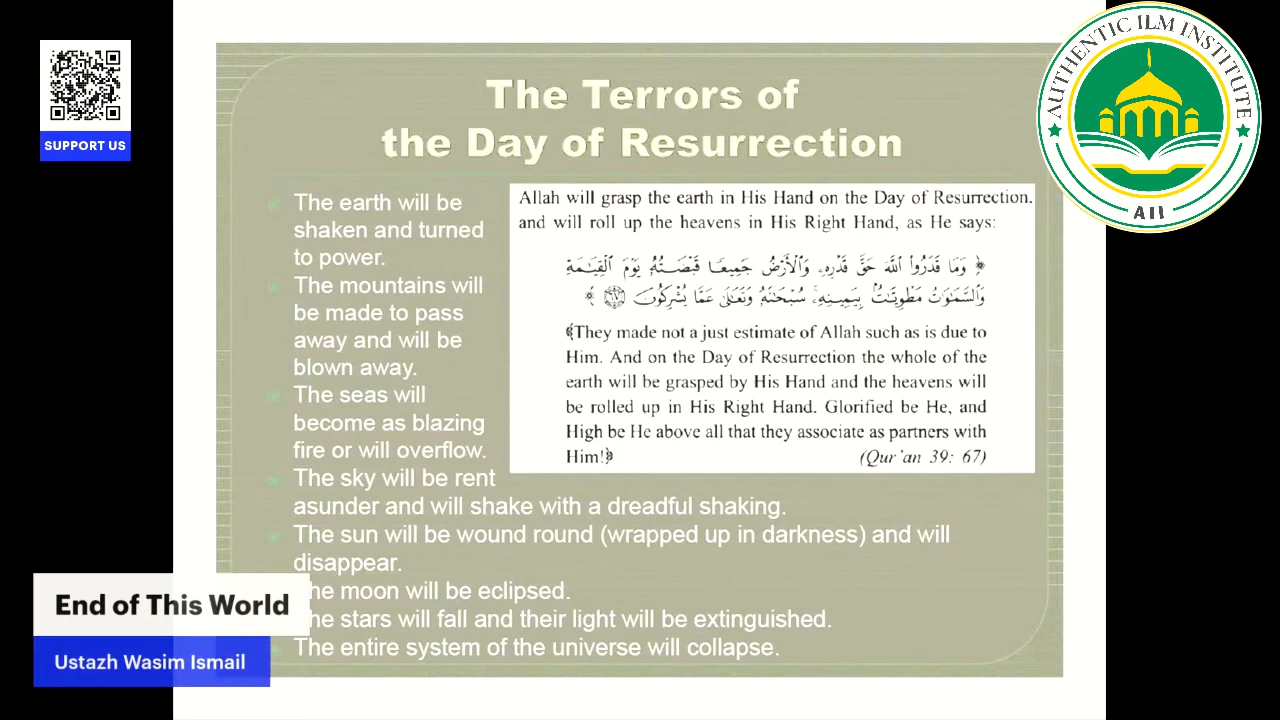 SUPPORT US
AUTHENTIC ILM INSTITUTE
AII
The Terrors of
the Day of Resurrection
The earth will be
shaken and turned
to power.
The mountains will
be made to pass
away and will be
blown away.
The seas will
become as blazing
fire or will overflow.
The sky will be rent
asunder and will shake with a dreadful shaking.
The sun will be wound round (wrapped up in darkness) and will
disappear.
he moon will be eclipsed.
he stars will fall and their light will be extinguished.
The entire system of the universe will collapse.
Allah will grasp the earth in His Hand on the Day of Resurrection.
and will roll up the heavens in His Right Hand, as He says:
﴿ وَمَا قَدَرُوا۟ ٱللَّهَ حَقَّ قَدْرِهِۦ وَٱلْأَرْضُ جَمِيعًا قَبْضَتُهُۥ يَوْمَ ٱلْقِيَـٰمَةِ
وَٱلسَّمَـٰوَٰتُ مَطْوِيَّـٰتٌۢ بِيَمِينِهِۦۚ سُبْحَـٰنَهُۥ وَتَعَـٰلَىٰ عَمَّا يُشْرِكُونَ ٦٧ ﴾
﴾They made not a just estimate of Allah such as is due to
Him. And on the Day of Resurrection the whole of the
earth will be grasped by His Hand and the heavens will
be rolled up in His Right Hand. Glorified be He, and
High be He above all that they associate as partners with
Him!﴿ (Qur'an 39: 67)
End of This World
Ustazh Wasim Ismail